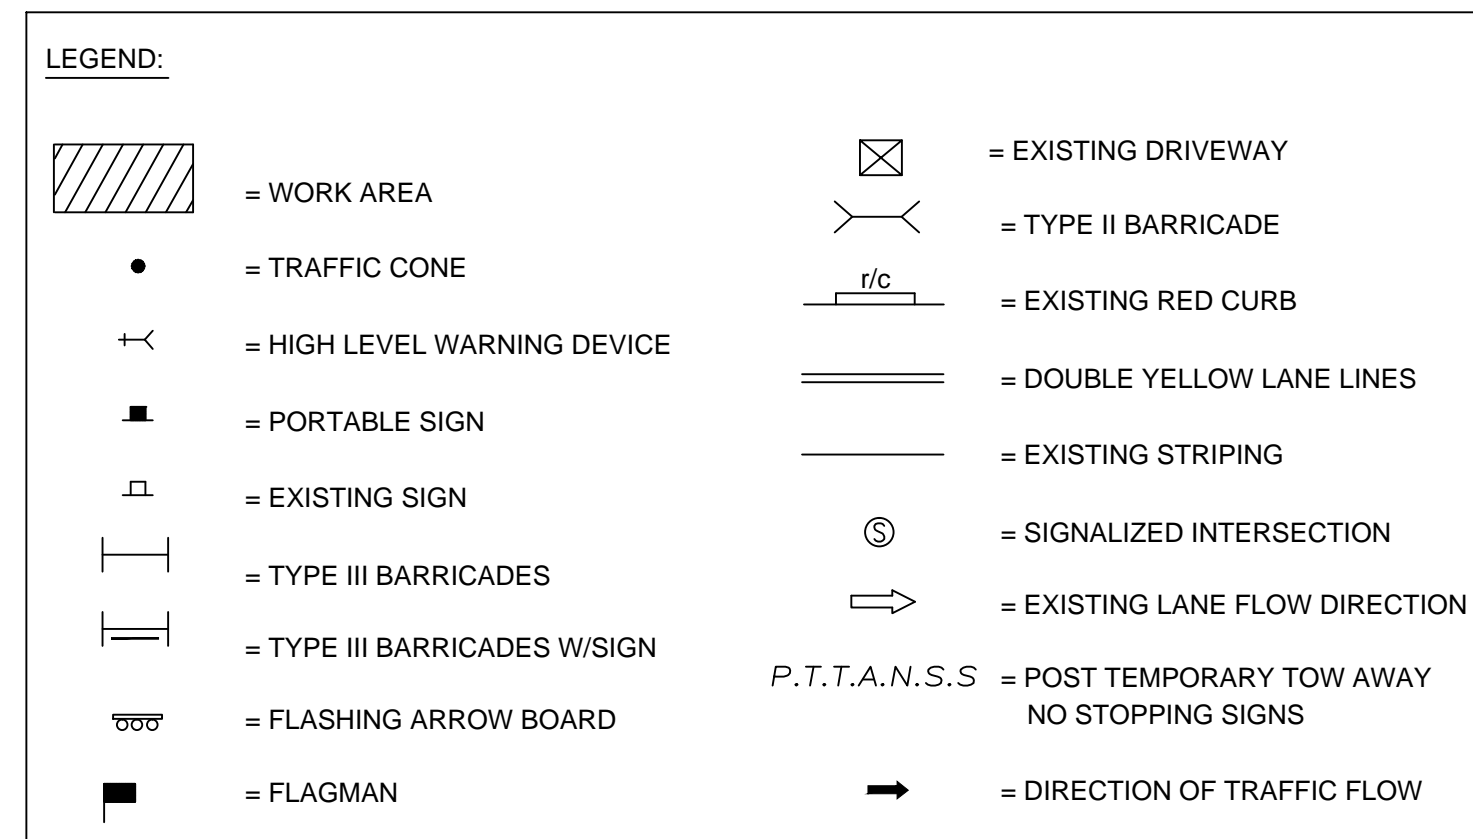 LEGEND:
= WORK AREA
= TRAFFIC CONE
= HIGH LEVEL WARNING DEVICE
= PORTABLE SIGN
= EXISTING SIGN
= TYPE III BARRICADES
= TYPE III BARRICADES W/SIGN
= FLASHING ARROW BOARD
= FLAGMAN
= EXISTING DRIVEWAY
= TYPE II BARRICADE
r/c
= EXISTING RED CURB
= DOUBLE YELLOW LANE LINES
= EXISTING STRIPING
S = SIGNALIZED INTERSECTION
= EXISTING LANE FLOW DIRECTION
P.T.T.A.N.S.S = POST TEMPORARY TOW AWAY
NO STOPPING SIGNS
= DIRECTION OF TRAFFIC FLOW